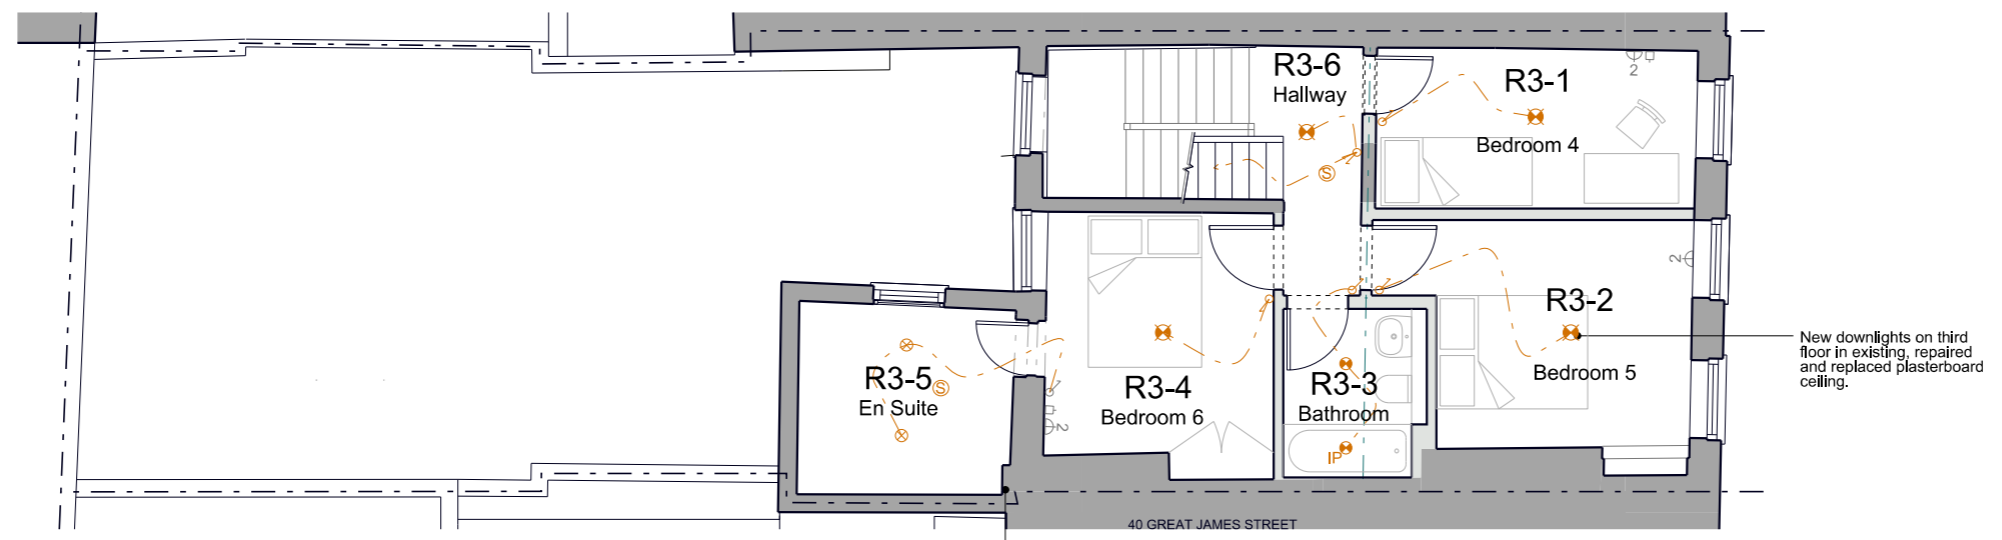 R3-6
Hallway
2
R3-1
Bedroom 4
S
2
R3-2
Bedroom 5
New downlights on third
floor in existing, repaired
and replaced plasterboard
ceiling.
R3-5
S
En Suite
R3-4
Bedroom 6
2
R3-3
Bathroom
IP
40 GREAT JAMES STREET